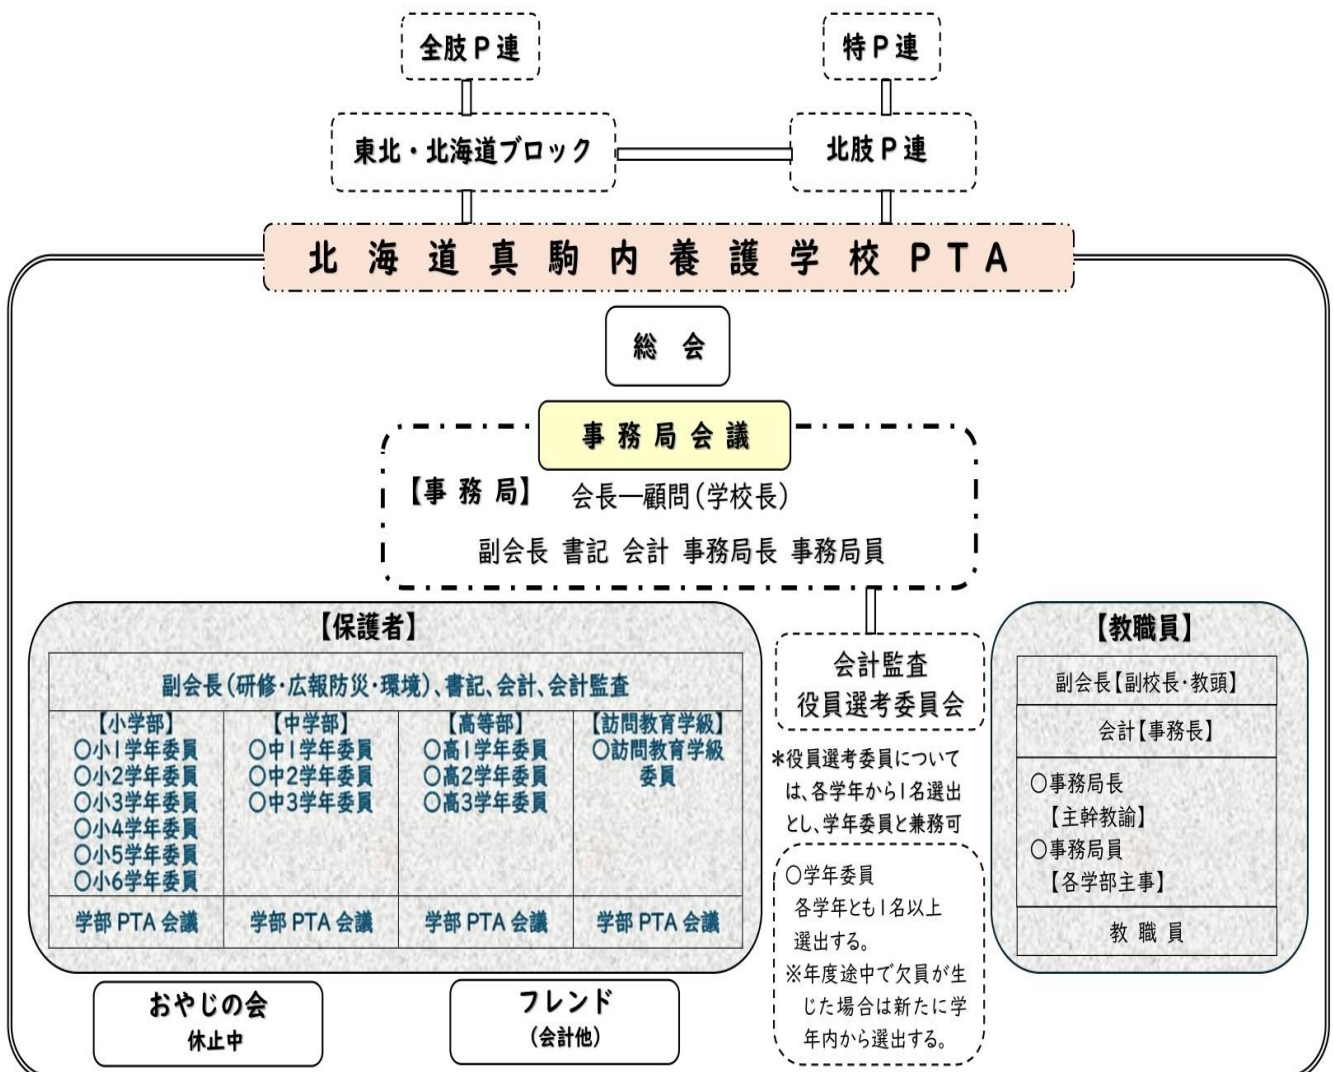 全肢P連
特P連
東北・北海道ブロック
北肢P連
北海道真駒内養護学校PTA
総 会
事務局会議
【事務局】 会長―顧問(学校長)
副会長 書記 会計 事務局長 事務局員
【保護者】
副会長(研修・広報防災・環境)、書記、会計、会計監査
【小学部】
○小1学年委員
○小2学年委員
○小3学年委員
○小4学年委員
○小5学年委員
○小6学年委員
学部 PTA 会議
【中学部】
○中1学年委員
○中2学年委員
○中3学年委員
学部 PTA 会議
【高等部】
○高1学年委員
○高2学年委員
○高3学年委員
学部 PTA 会議
【訪問教育学級】
○訪問教育学級
委員
学部 PTA 会議
会計監査
役員選考委員会
*役員選考委員について
は、各学年から1名選出
とし、学年委員と兼務可
○学年委員
各学年とも1名以上
選出する。
※年度途中で欠員が生
じた場合は新たに学
年内から選出する。
【教職員】
副会長【副校長・教頭】
会計【事務長】
○事務局長
【主幹教諭】
○事務局員
【各学部主事】
教 職 員
おやじの会
休止中
フレンド
(会計他)